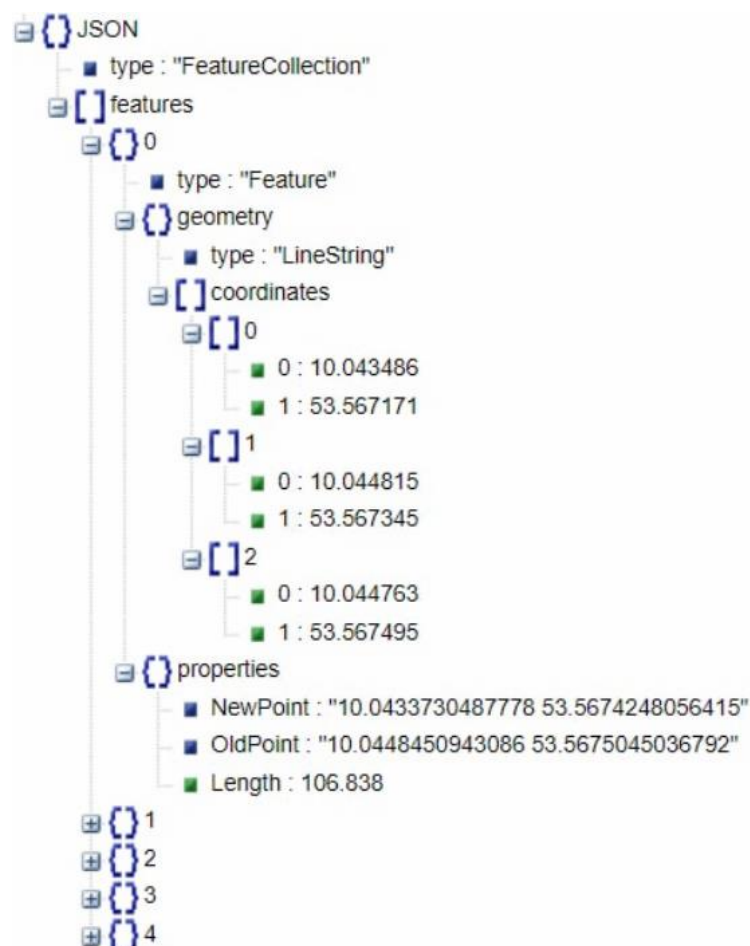 JSON
type : "FeatureCollection"
features
0
type : "Feature"
geometry
type : "LineString"
coordinates
0
0 : 10.043486
1 : 53.567171
1
0 : 10.044815
1 : 53.567345
2
0 : 10.044763
1 : 53.567495
properties
NewPoint : "10.0433730487778 53.5674248056415"
OldPoint : "10.0448450943086 53.5675045036792"
Length : 106.838
1
2
3
4